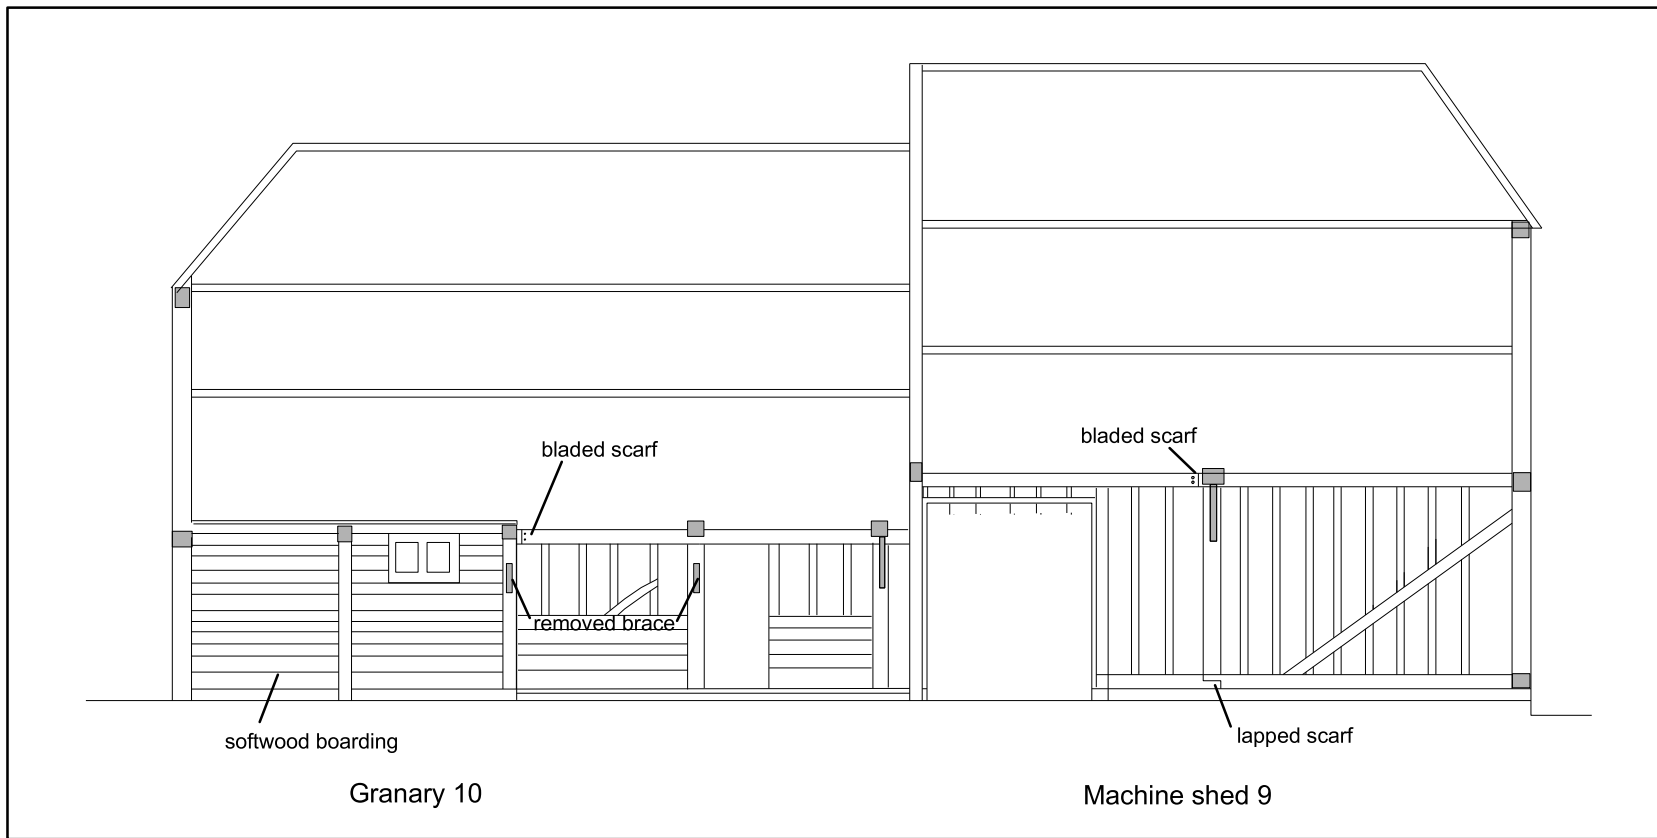 bladed scarf
bladed scarf
removed brace
softwood boarding
lapped scarf
Granary 10
Machine shed 9